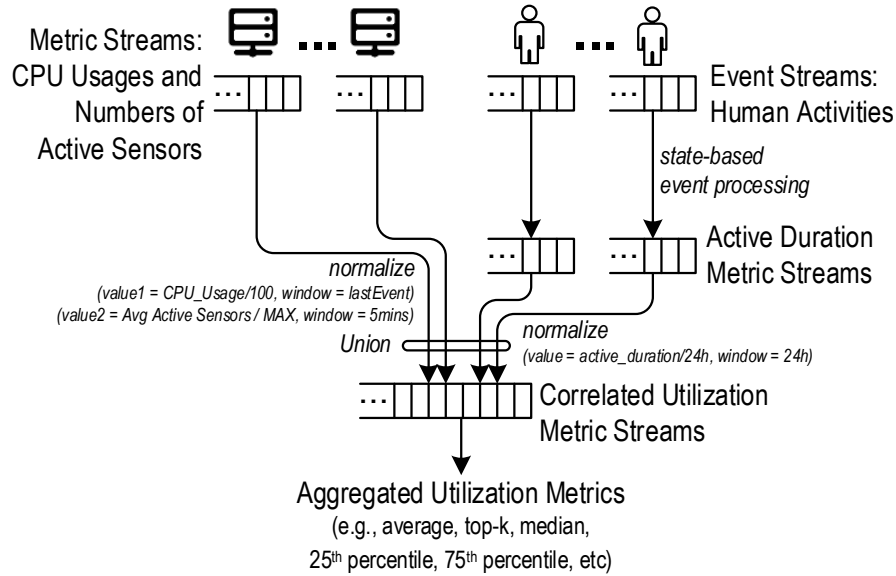 Metric Streams:
CPU Usages and
Numbers of
Active Sensors
Event Streams:
Human Activities
state-based
event processing
Active Duration
Metric Streams
normalize
(value1 = CPU_Usage/100, window = lastEvent)
(value2 = Avg Active Sensors / MAX, window = 5mins)
Union
normalize
(value = active_duration/24h, window = 24h)
Correlated Utilization
Metric Streams
Aggregated Utilization Metrics
(e.g., average, top-k, median,
25th percentile, 75th percentile, etc)